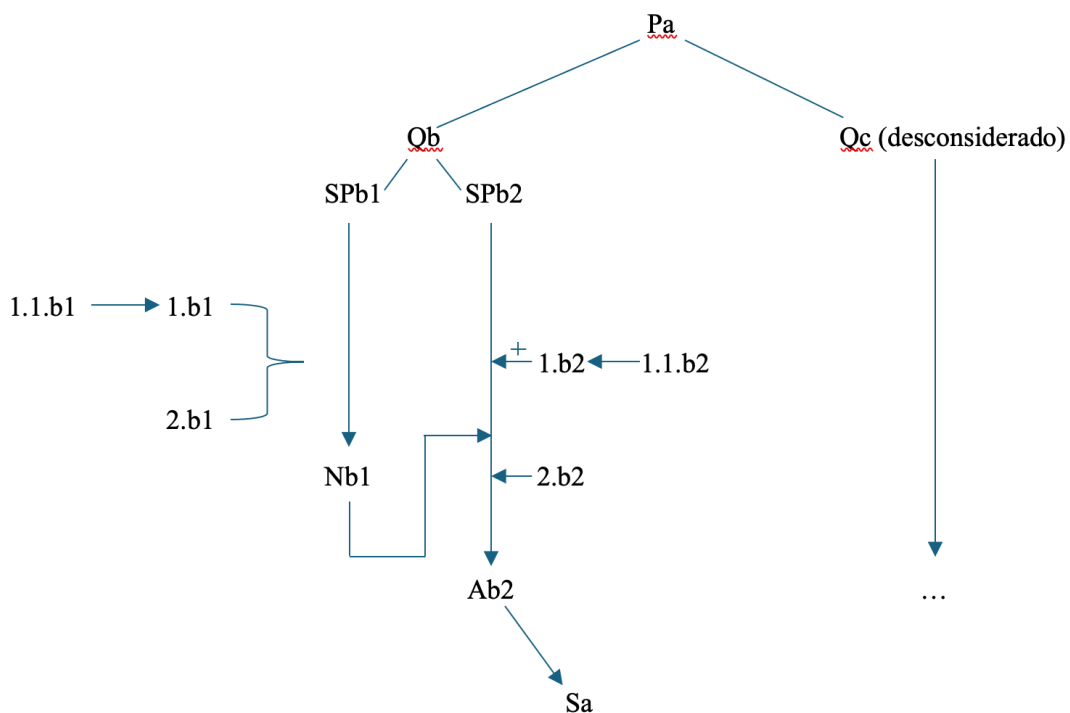 Pa
Qb
Qc (desconsiderado)
SPb1
SPb2
1.1.b1
1.b1
+
1.b2
1.1.b2
2.b1
Nb1
2.b2
Ab2
...
Sa